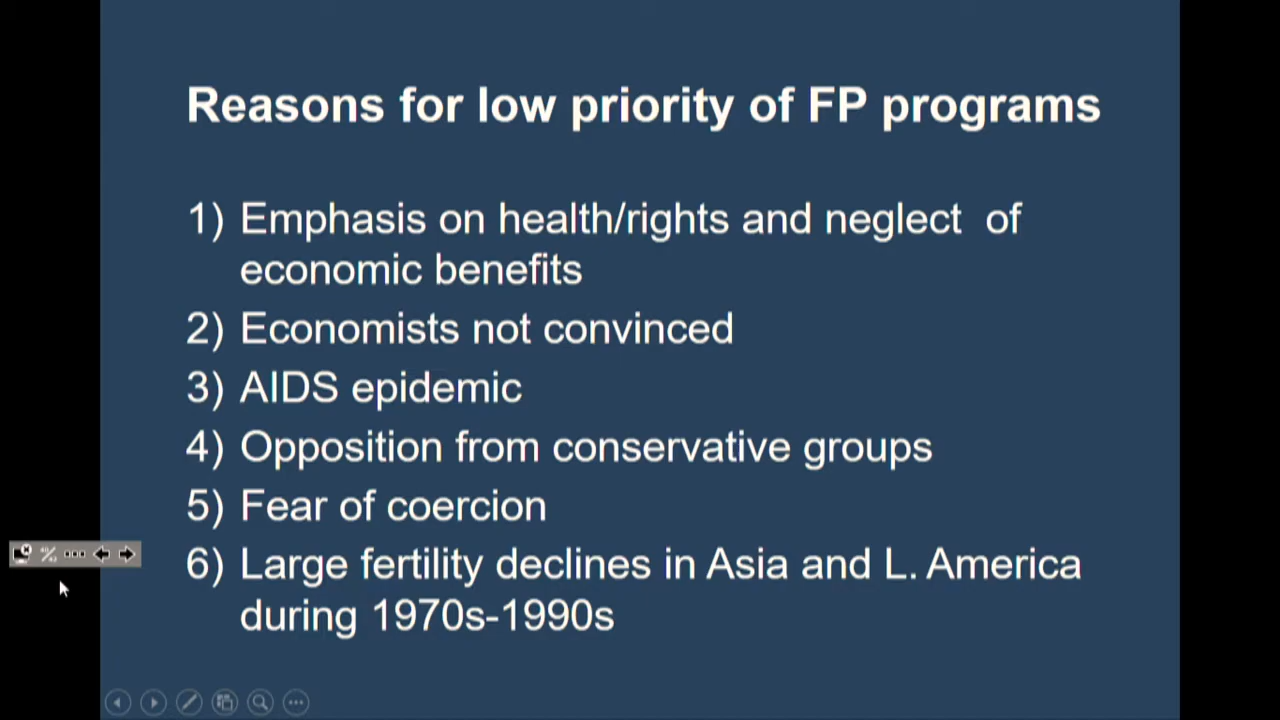 Reasons for low priority of FP programs
1) Emphasis on health/rights and neglect of
economic benefits
2) Economists not convinced
3) AIDS epidemic
4) Opposition from conservative groups
5) Fear of coercion
6) Large fertility declines in Asia and L. America
during 1970s-1990s